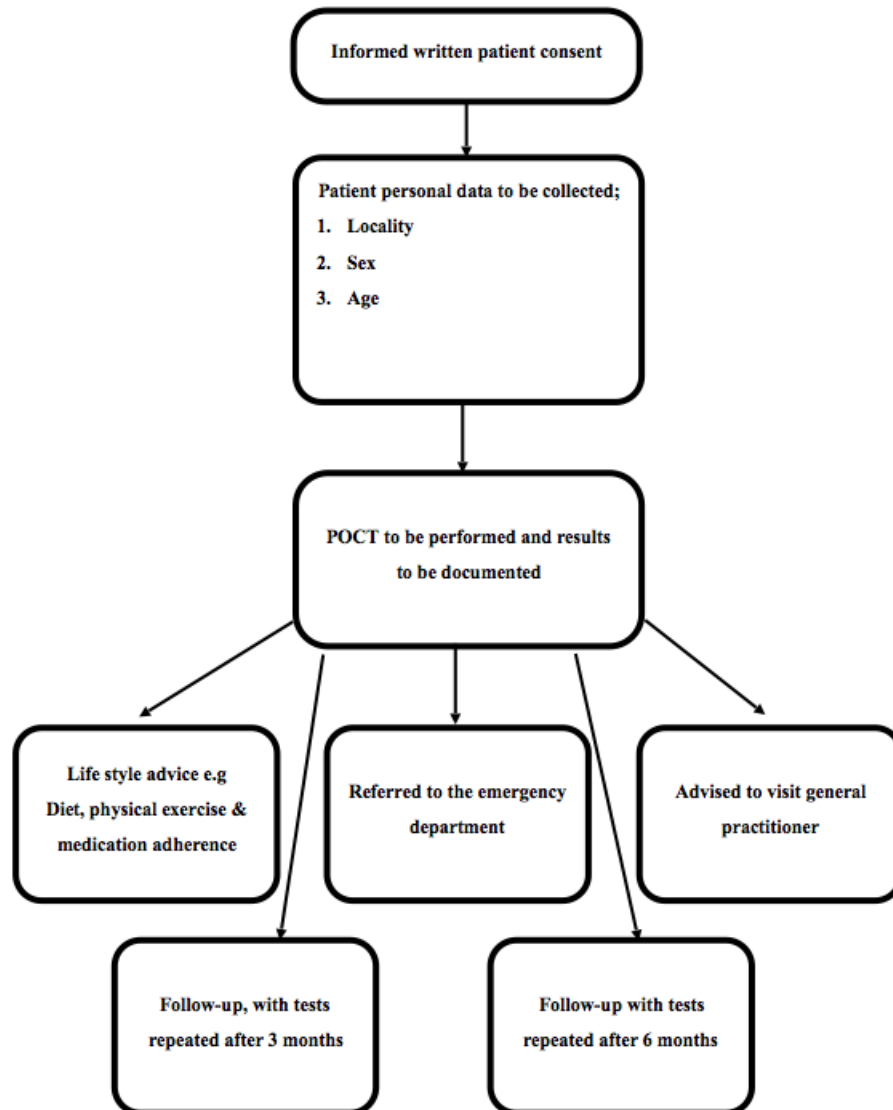 Informed written patient consent
Patient personal data to be collected;
1. Locality
2. Sex
3. Age
POCT to be performed and results
to be documented
Life style advice e.g
Diet, physical exercise &
medication adherence
Referred to the emergency
department
Advised to visit general
practitioner
Follow-up, with tests
repeated after 3 months
Follow-up with tests
repeated after 6 months